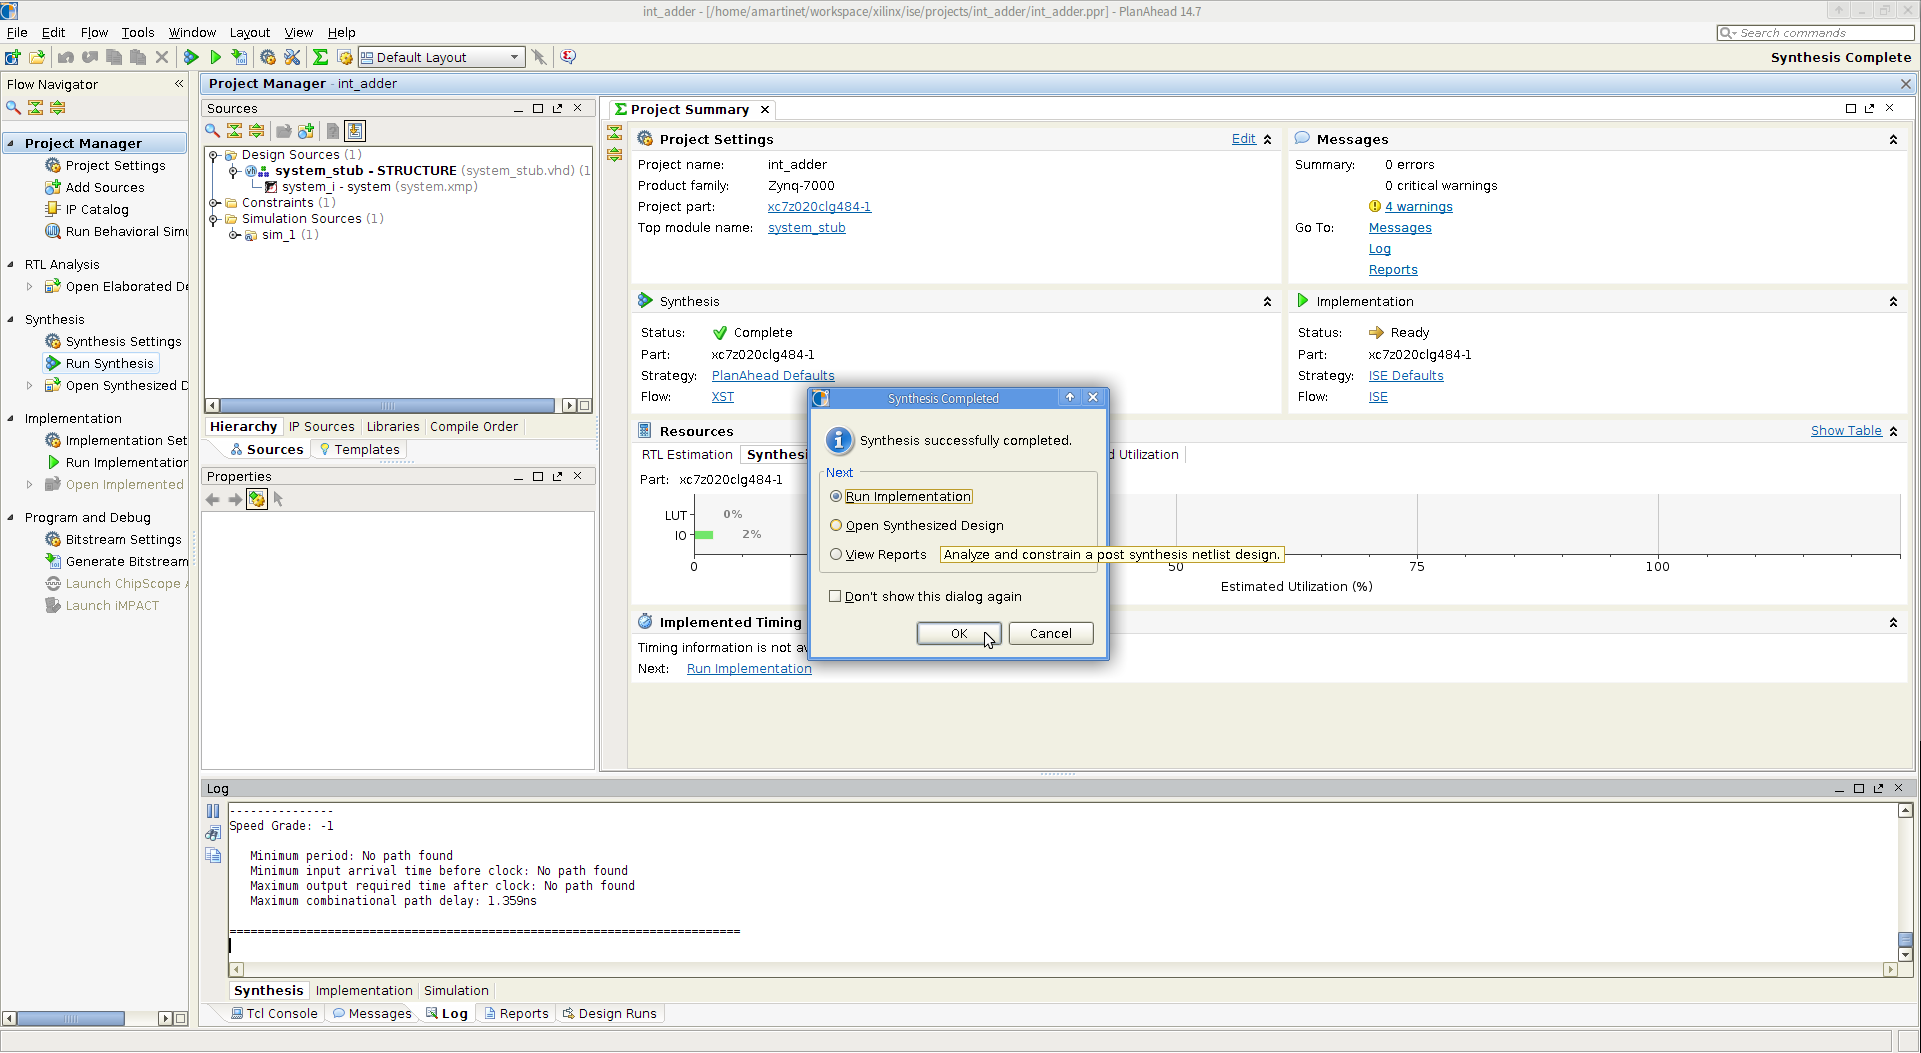 int_adder - [/home/amartinet/workspace/xilinx/ise/projects/int_adder/int_adder.ppr] - PlanAhead 14.7
File Edit Flow Tools Window Layout View Help
Search commands
Default Layout
Synthesis Complete
Flow Navigator
Project Manager
Project Settings
Add Sources
IP Catalog
Run Behavioral Simu
RTL Analysis
Open Elaborated De
Synthesis
Synthesis Settings
Run Synthesis
Open Synthesized D
Implementation
Implementation Set
Run Implementation
Open Implemented
Program and Debug
Bitstream Settings
Generate Bitstream
Launch ChipScope A
Launch iMPACT
Project Manager - int_adder
Sources
Design Sources (1)
system_stub - STRUCTURE (system_stub.vhd) (1
system_i - system (system.xmp)
Constraints (1)
Simulation Sources (1)
sim_1 (1)
Hierarchy IP Sources Libraries Compile Order
Sources Templates
Properties
Project Summary
Project Settings Edit
Project name: int_adder
Product family: Zynq-7000
Project part: xc7z020clg484-1
Top module name: system_stub
Messages
Summary: 0 errors
0 critical warnings
4 warnings
Go To: Messages
Log
Reports
Synthesis
Status: Complete
Part: xc7z020clg484-1
Strategy: PlanAhead Defaults
Flow: XST
Implementation
Status: Ready
Part: xc7z020clg484-1
Strategy: ISE Defaults
Flow: ISE
Resources Show Table
RTL Estimation Synthesi d Utilization
Part: xc7z020clg484-1
LUT 0%
IO 2%
0 50 75 100
Estimated Utilization (%)
Implemented Timing
Timing information is not av
Next: Run Implementation
Synthesis Completed
Synthesis successfully completed.
Next
Run Implementation
Open Synthesized Design
View Reports
Analyze and constrain a post synthesis netlist design.
Don't show this dialog again
OK Cancel
Log
---------------
Speed Grade: -1
Minimum period: No path found
Minimum input arrival time before clock: No path found
Maximum output required time after clock: No path found
Maximum combinational path delay: 1.359ns
=========================================================================
Synthesis Implementation Simulation
Tcl Console Messages Log Reports Design Runs